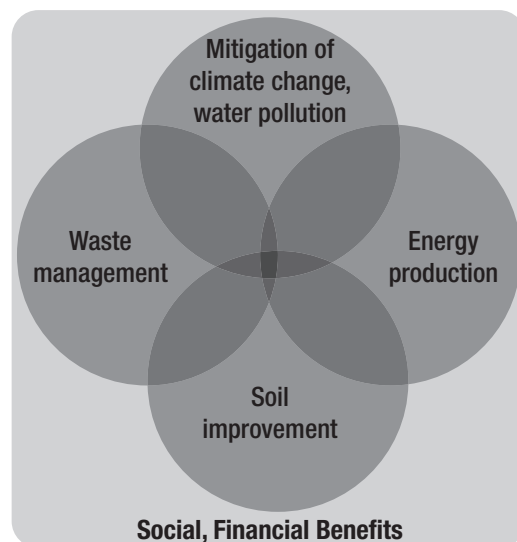 Mitigation of
climate change,
water pollution
Waste
management
Energy
production
Soil
improvement
Social, Financial Benefits